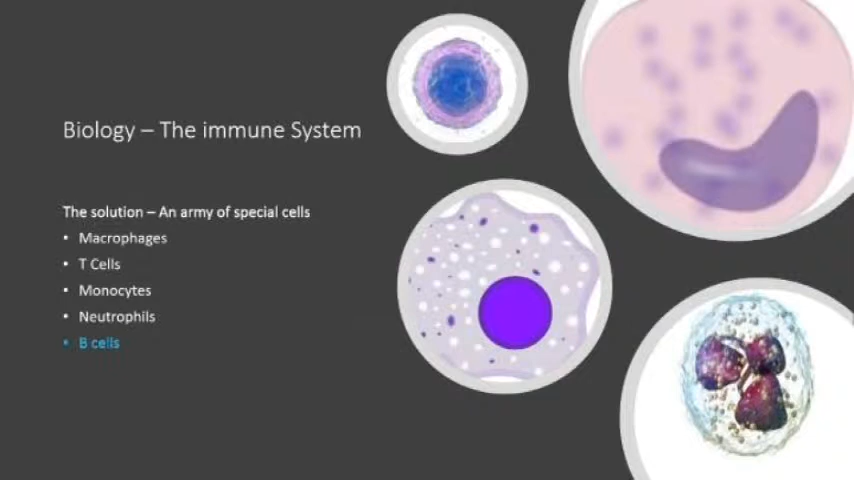 Biology – The immune System
The solution – An army of special cells
• Macrophages
• T Cells
• Monocytes
• Neutrophils
• B cells